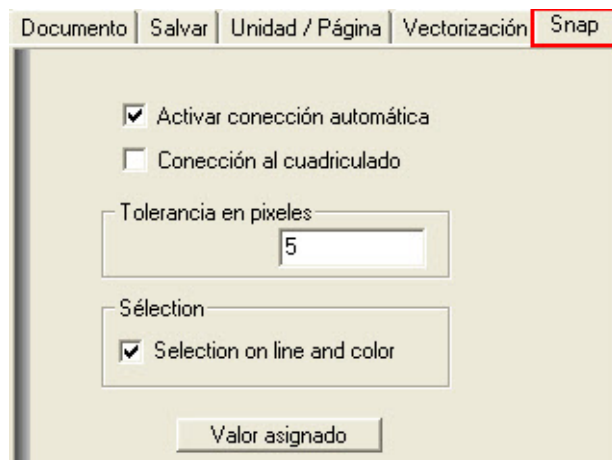 Documento Salvar Unidad / Página Vectorización Snap
Activar conección automática
Conección al cuadriculado
Tolerancia en pixeles
5
Sélection
Selection on line and color
Valor asignado